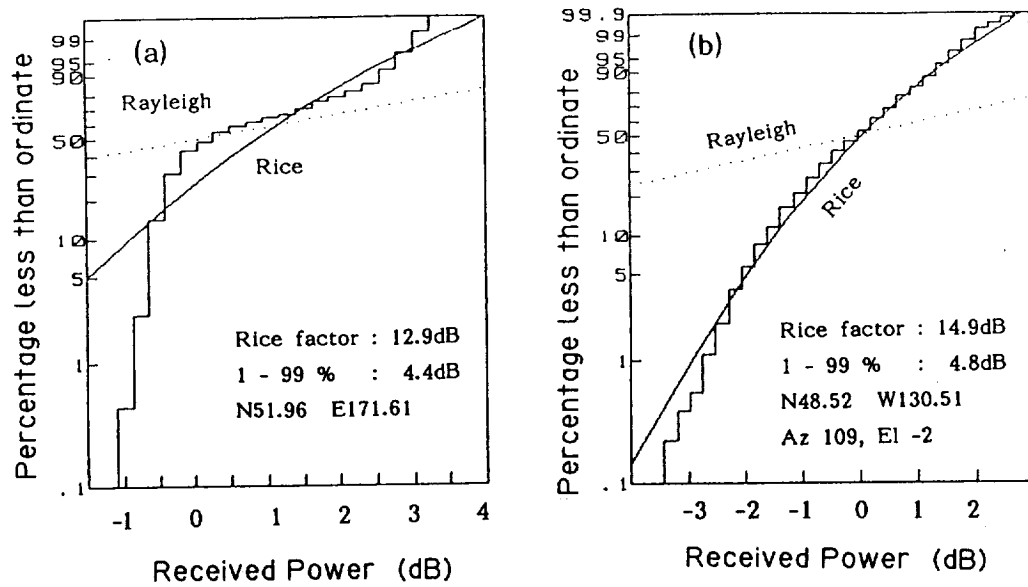 (a)
Percentage less than ordinate
99
95
90
50
10
5
1
.1
Rayleigh
Rice
Rice factor : 12.9dB
1 - 99 % : 4.4dB
N51.96 E171.61
-1 0 1 2 3 4
Received Power (dB)
(b)
Percentage less than ordinate
99.9
99
95
90
50
10
5
1
.1
Rayleigh
Rice
Rice factor : 14.9dB
1 - 99 % : 4.8dB
N48.52 W130.51
Az 109, El -2
-3 -2 -1 0 1 2
Received Power (dB)